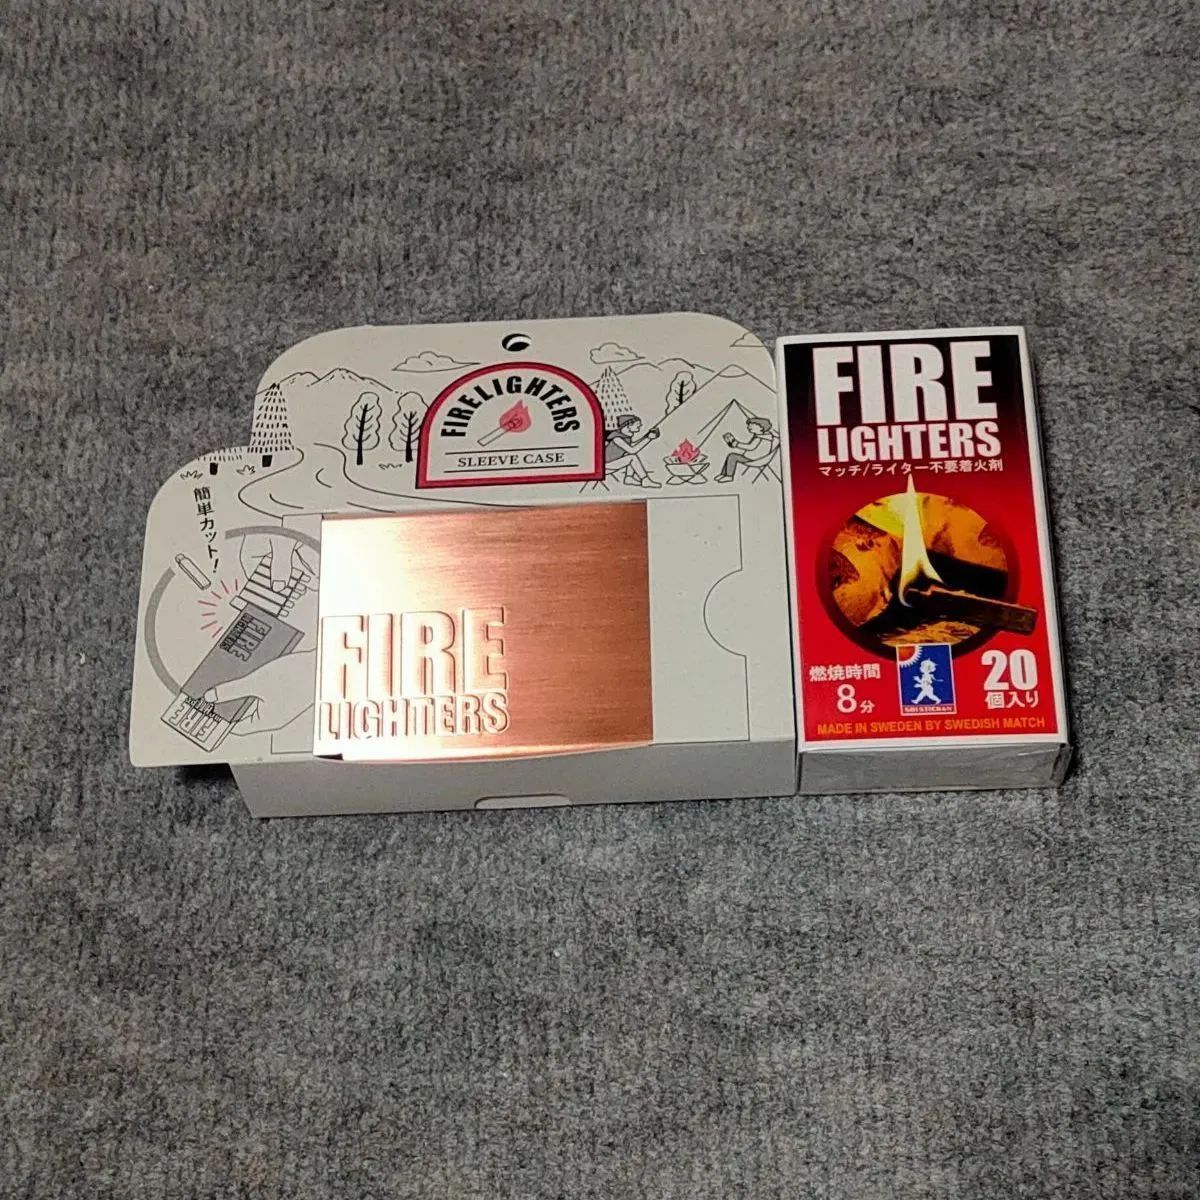 FIRELIGHTERS
SLEEVE CASE
簡単カット!
FIRE
LIGHTERS
FIRE
FIRE
FIRE
LIGHTERS
マッチ/ライター不要着火剤
燃焼時間
8分
20
個入り
MADE IN SWEDEN BY SWEDISH MATCH